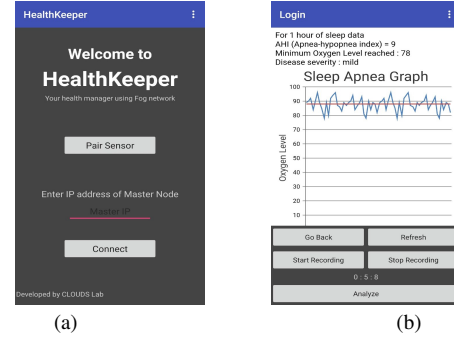 HealthKeeper
Welcome to
HealthKeeper
Your health manager using Fog network
Pair Sensor
Enter IP address of Master Node
Master IP
Connect
Developed by CLOUDS Lab
(a)
Login
For 1 hour of sleep data
AHI (Apnea-hypopnea index) = 9
Minimum Oxygen Level reached : 78
Disease severity : mild
Sleep Apnea Graph
Oxygen Level
100
90
80
70
60
50
40
30
20
10
Go Back
Refresh
Start Recording
Stop Recording
0 : 5 : 8
Analyze
(b)